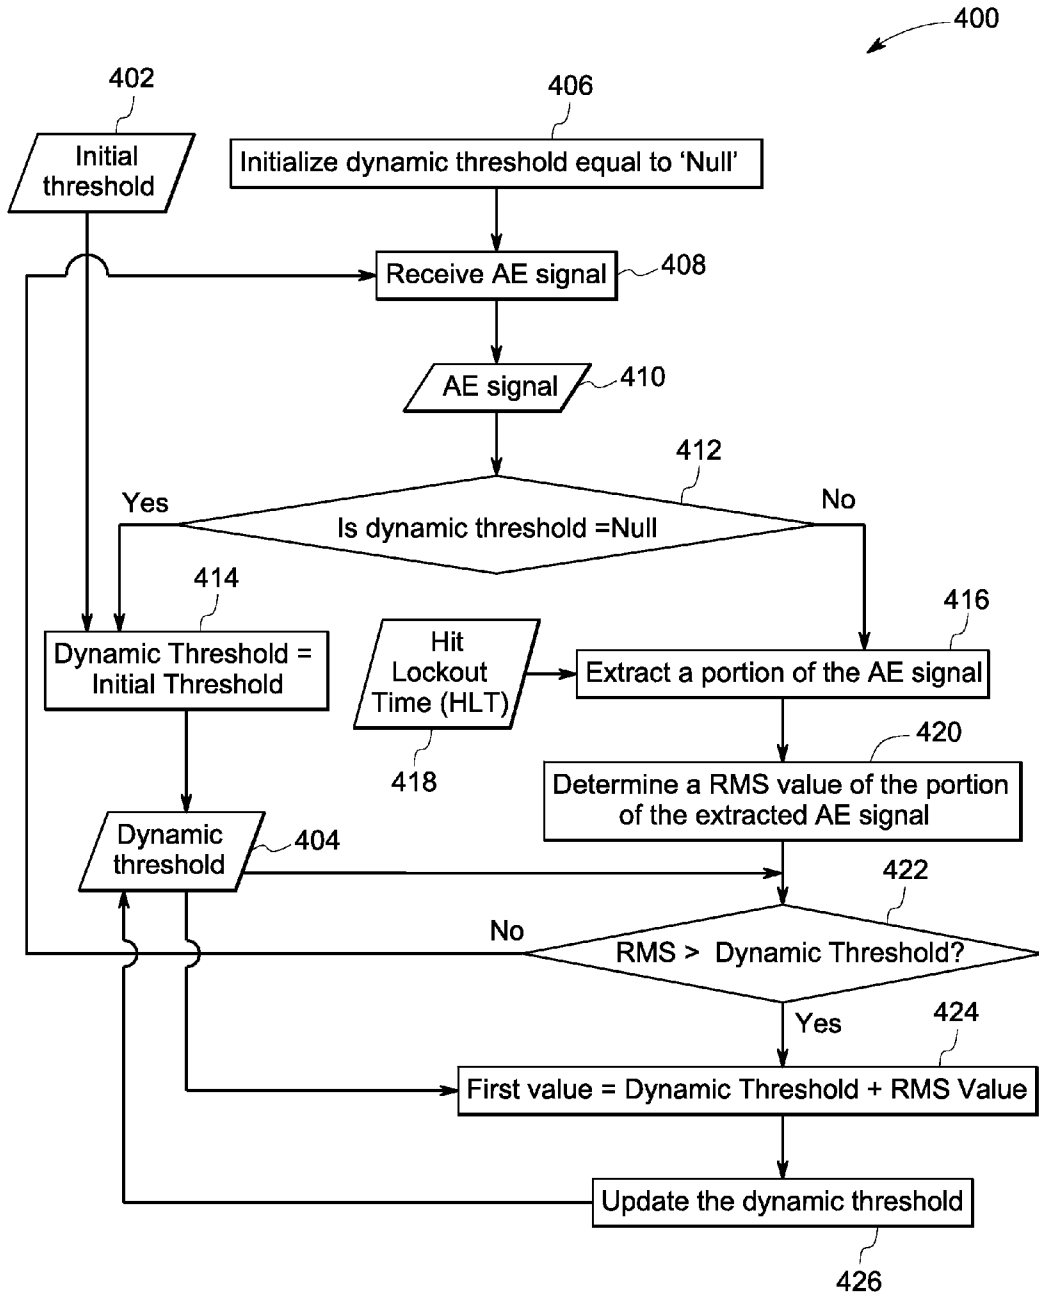 400
402
406
Initial
threshold
Initialize dynamic threshold equal to ‘Null’
Receive AE signal
408
AE signal
410
412
Yes
No
Is dynamic threshold =Null
414
416
Dynamic Threshold =
Initial Threshold
Hit
Lockout
Time (HLT)
Extract a portion of the AE signal
418
420
Determine a RMS value of the portion
of the extracted AE signal
Dynamic
threshold
404
422
No
RMS > Dynamic Threshold?
Yes
424
First value = Dynamic Threshold + RMS Value
Update the dynamic threshold
426